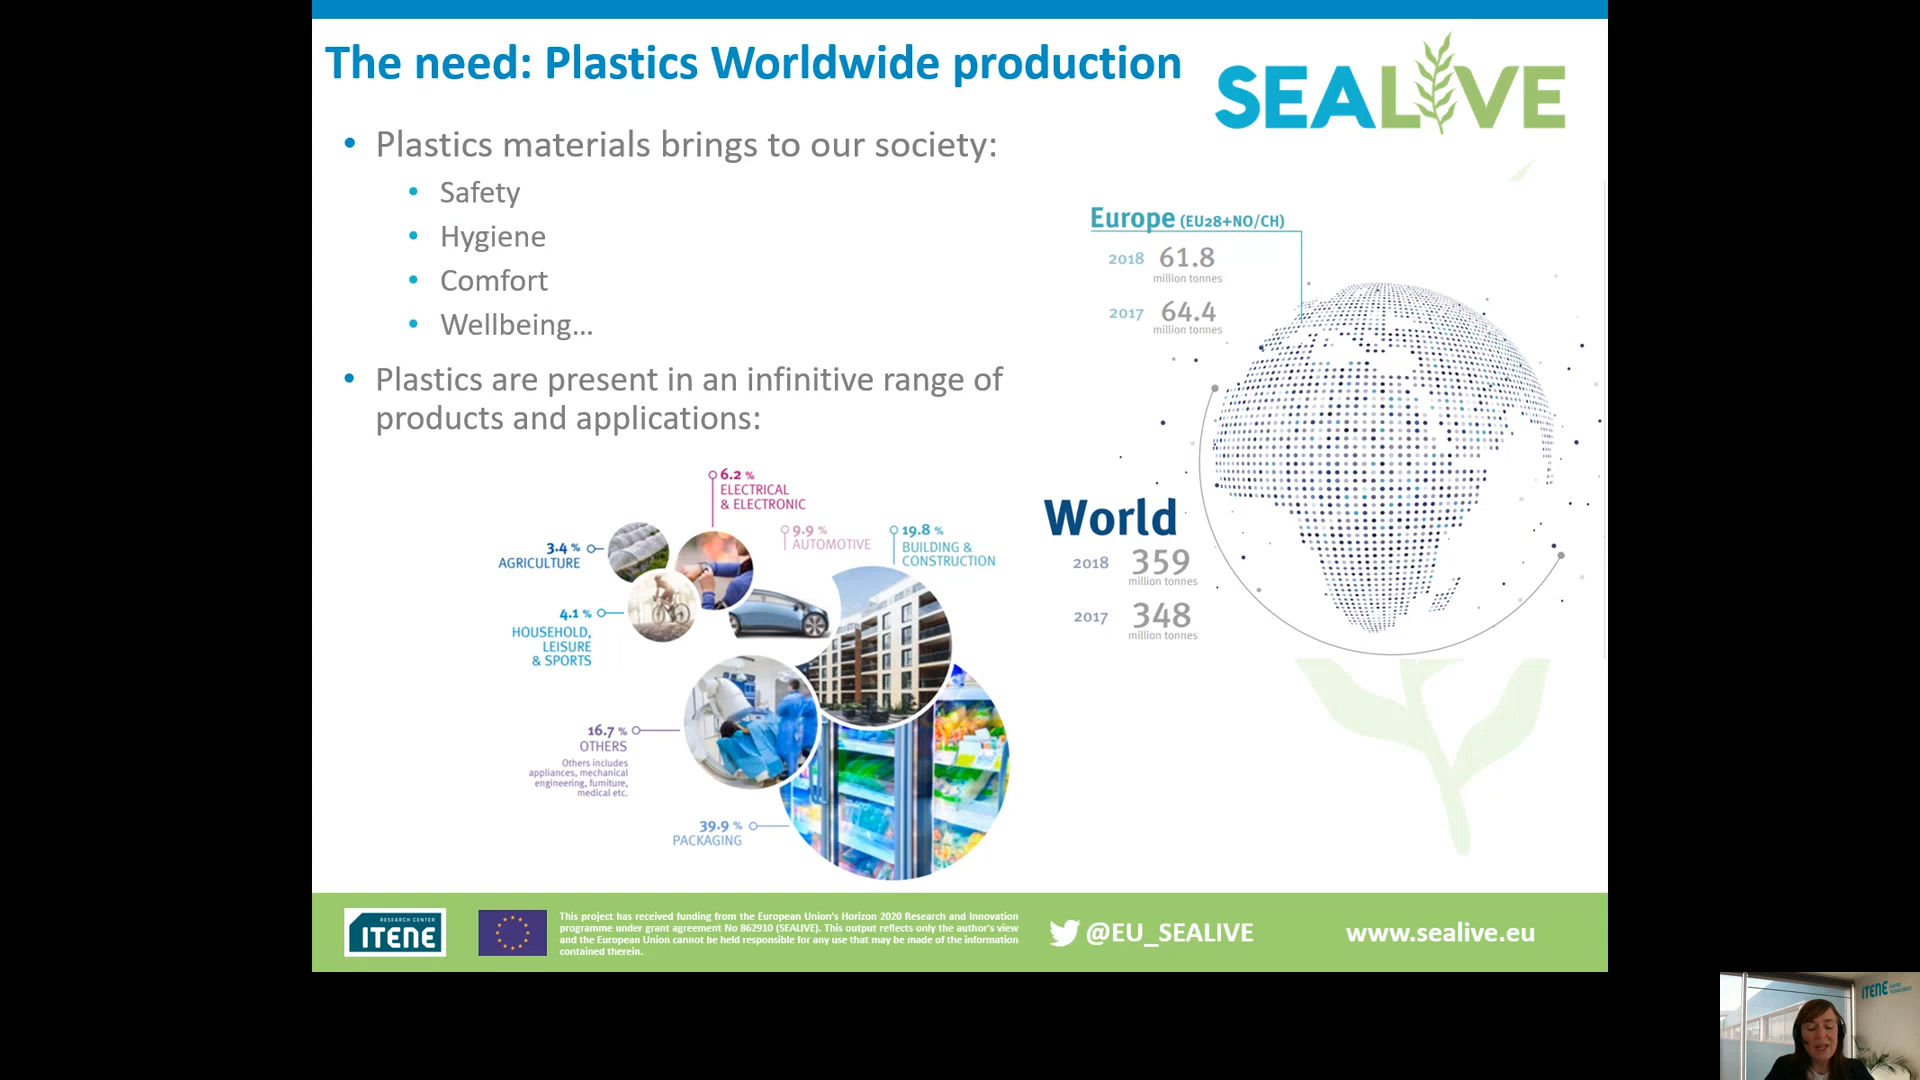 The need: Plastics Worldwide production
SEALIVE
• Plastics materials brings to our society:
• Safety
• Hygiene
• Comfort
• Wellbeing...
• Plastics are present in an infinitive range of
products and applications:
Europe (EU28+NO/CH)
2018 61.8
million tonnes
2017 64.4
million tonnes
World
2018 359
million tonnes
2017 348
million tonnes
6.2 %
ELECTRICAL
& ELECTRONIC
9.9 %
AUTOMOTIVE
19.8 %
BUILDING &
CONSTRUCTION
3.4 %
AGRICULTURE
4.1 %
HOUSEHOLD,
LEISURE
& SPORTS
16.7 %
OTHERS
Others includes
appliances, mechanical
engineering, furniture,
medical etc.
39.9 %
PACKAGING
RESEARCH CENTER
ITENE
This project has received funding from the European Union's Horizon 2020 Research and Innovation
programme under grant agreement No 862910 (SEALIVE). This output reflects only the author's view
and the European Union cannot be held responsible for any use that may be made of the information
contained therein.
@EU_SEALIVE
www.sealive.eu
ITENE